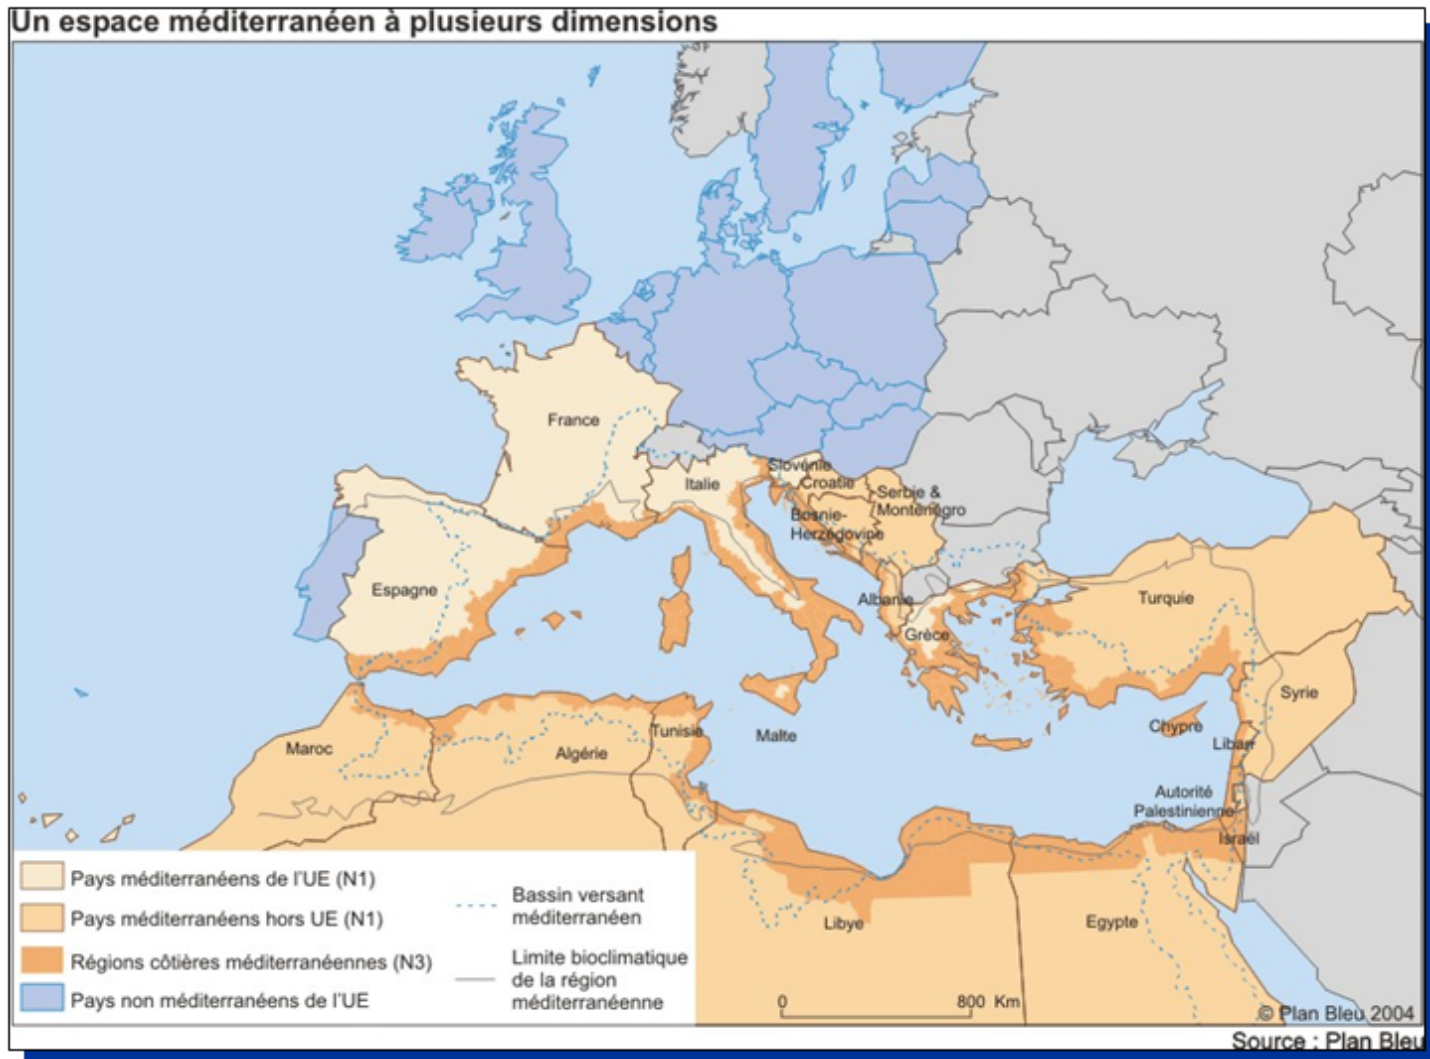 Un espace méditerranéen à plusieurs dimensions
France
Slovénie
Croatie
Italie
Serbie &
Monténégro
Bosnie-
Herzégovine
Espagne
Albanie
Grèce
Turquie
Syrie
Chypre
Liban
Maroc
Algérie
Tunisie
Malte
Autorité
Palestinienne
Israël
Libye
Egypte
Pays méditerranéens de l'UE (N1)
Pays méditerranéens hors UE (N1)
Régions côtières méditerranéennes (N3)
Pays non méditerranéens de l'UE
Bassin versant
méditerranéen
Limite bioclimatique
de la région
méditerranéenne
0 800 Km
© Plan Bleu 2004
Source : Plan Bleu